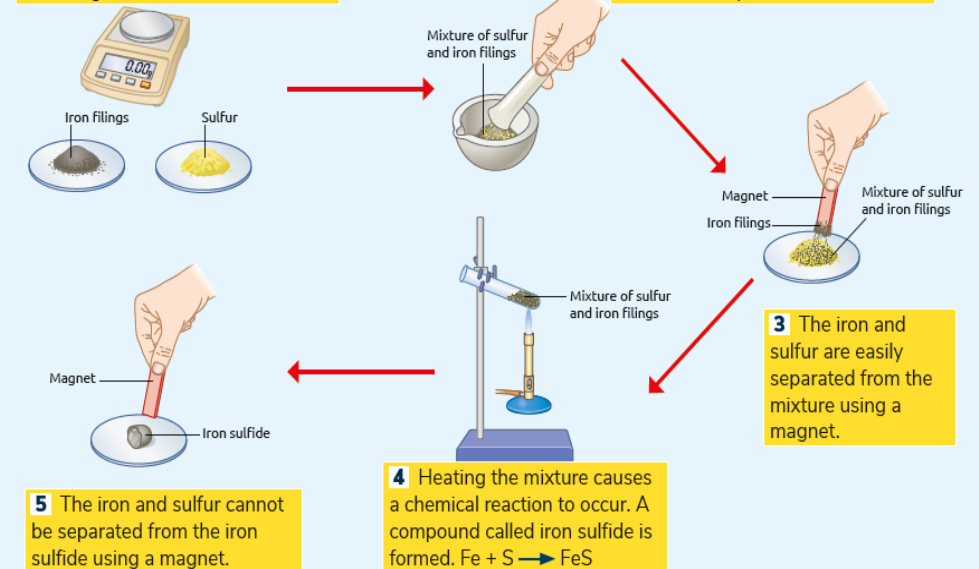 0.00g
Iron filings
Sulfur
Mixture of sulfur
and iron filings
Magnet
Iron filings
Mixture of sulfur
and iron filings
3 The iron and
sulfur are easily
separated from the
mixture using a
magnet.
Mixture of sulfur
and iron filings
4 Heating the mixture causes
a chemical reaction to occur. A
compound called iron sulfide is
formed. Fe + S → FeS
Magnet
Iron sulfide
5 The iron and sulfur cannot
be separated from the iron
sulfide using a magnet.